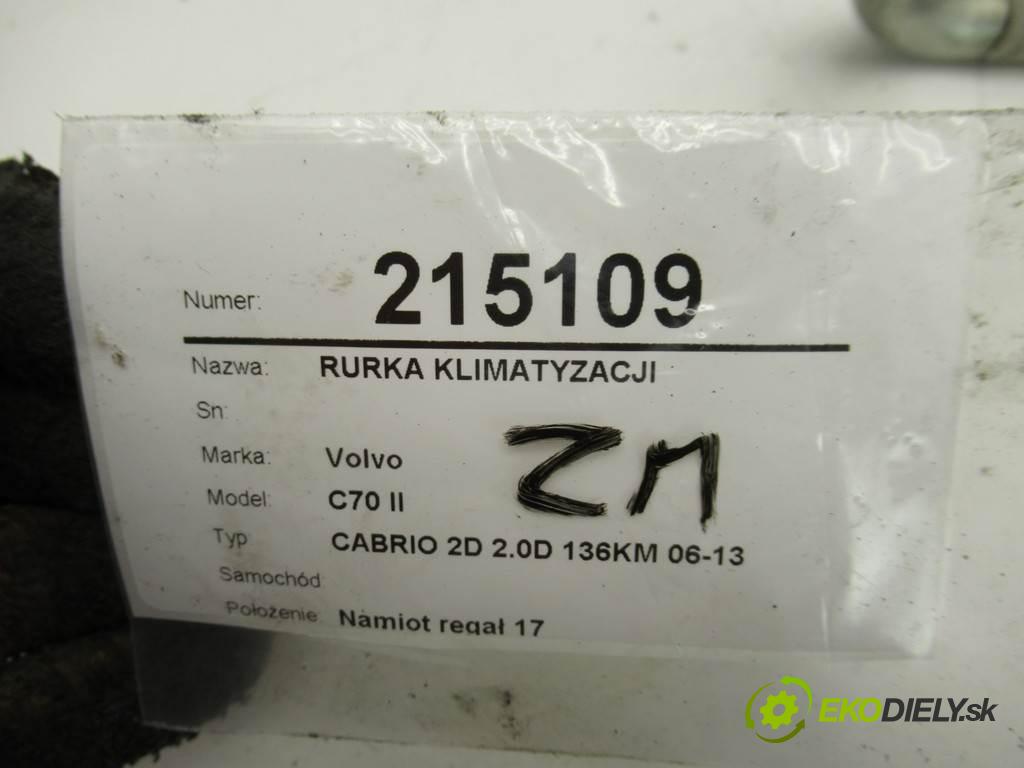 Numer: 215109
Nazwa: RURKA KLIMATYZACJI
Sn:
Marka: Volvo
Model: C70 II
Typ CABRIO 2D 2.0D 136KM 06-13
Samochód
Położenie: Namiot regał 17
ZM
EKODIELY.sk